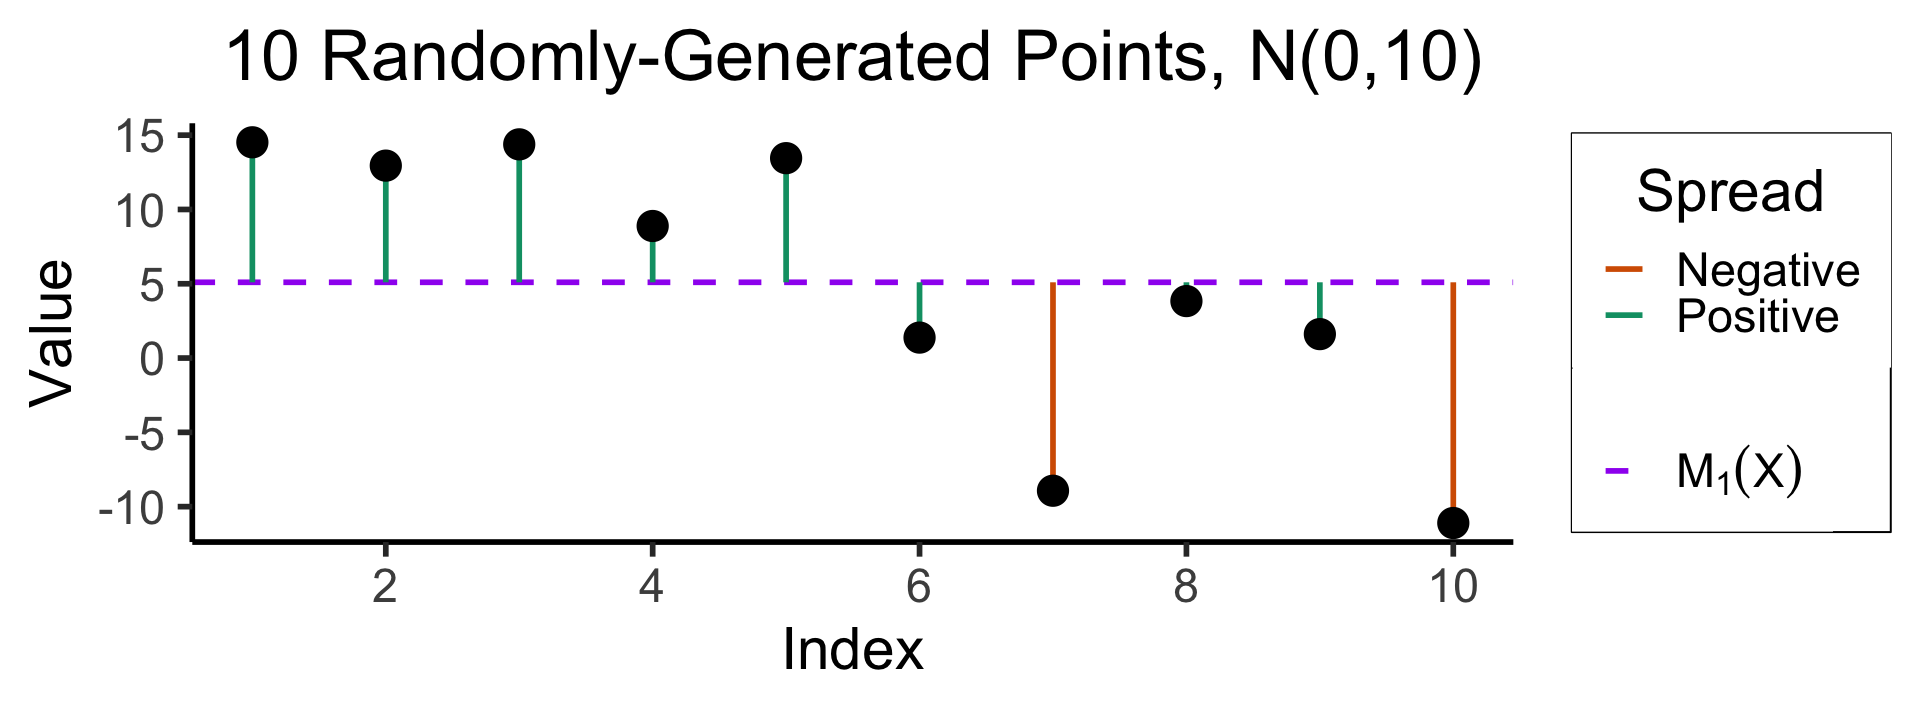 10 Randomly-Generated Points, N(0,10)
Value
15
10
5
0
-5
-10
2 4 6 8 10
Index
Spread
Negative
Positive
M₁(X)